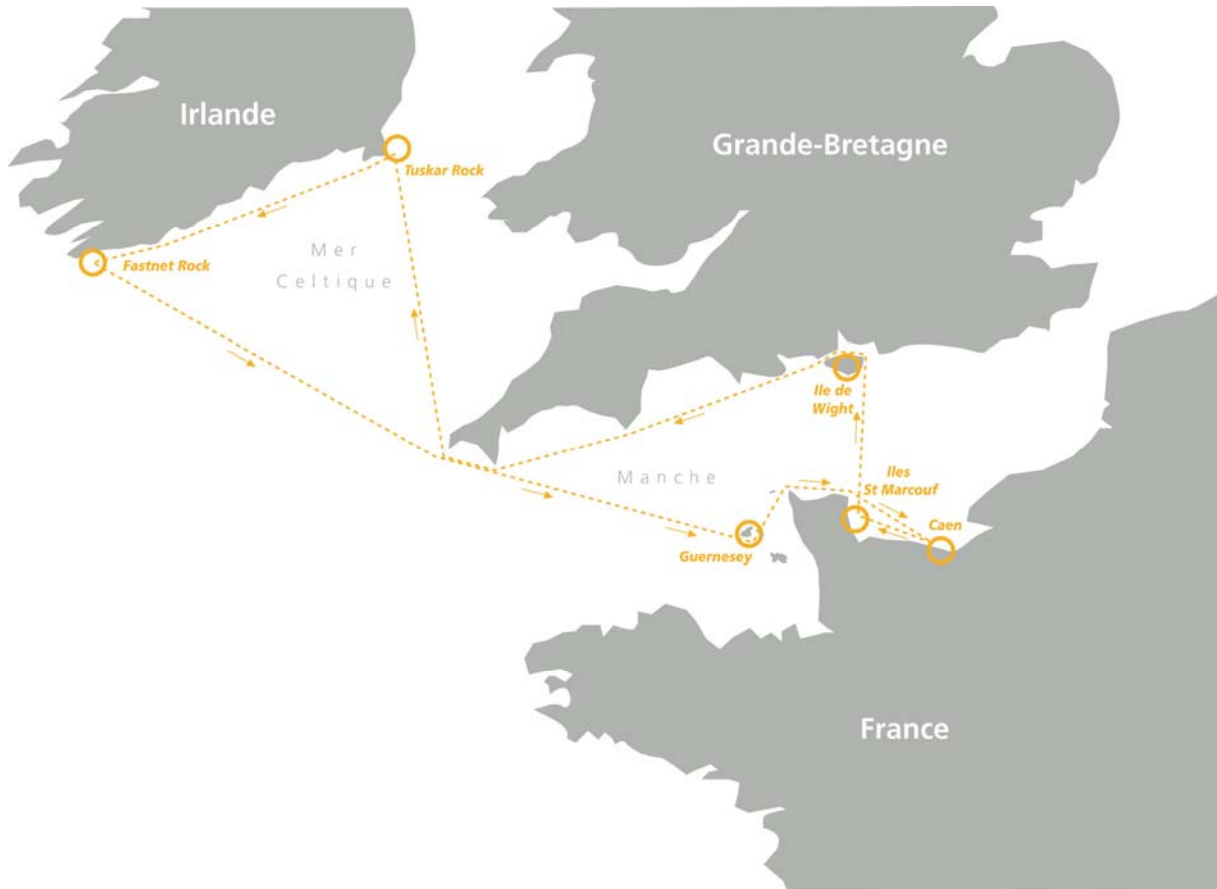 Irlande
Grande-Bretagne
Tuskar Rock
Mer
Celtique
Fastnet Rock
Ile de
Wight
Manche
Iles
St Marcouf
Caen
Guernesey
France